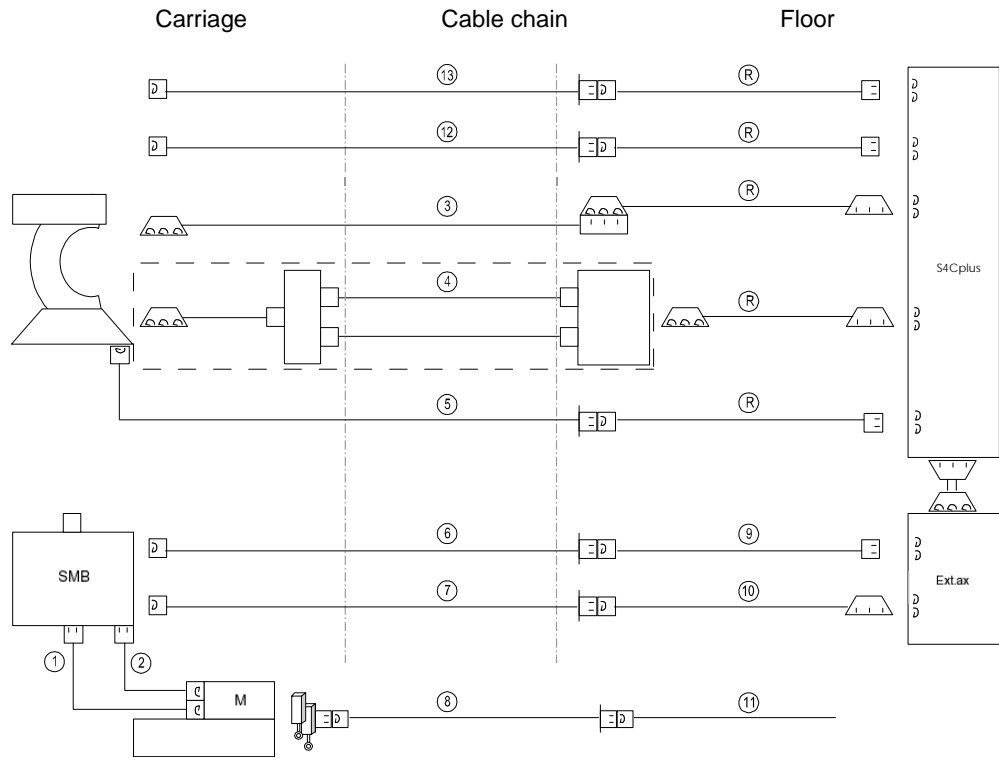 Carriage Cable chain Floor
13 R
12 R
3 R
S4Cplus
4 R
5 R
6 9
SMB Ext.ax
7 10
1 2
M 8 11